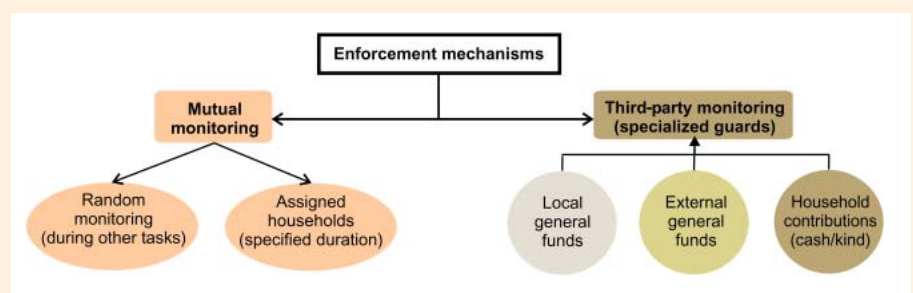 Enforcement mechanisms
Mutual
monitoring
Third-party monitoring
(specialized guards)
Random
monitoring
(during other tasks)
Assigned
households
(specified duration)
Local
general
funds
External
general
funds
Household
contributions
(cash/kind)